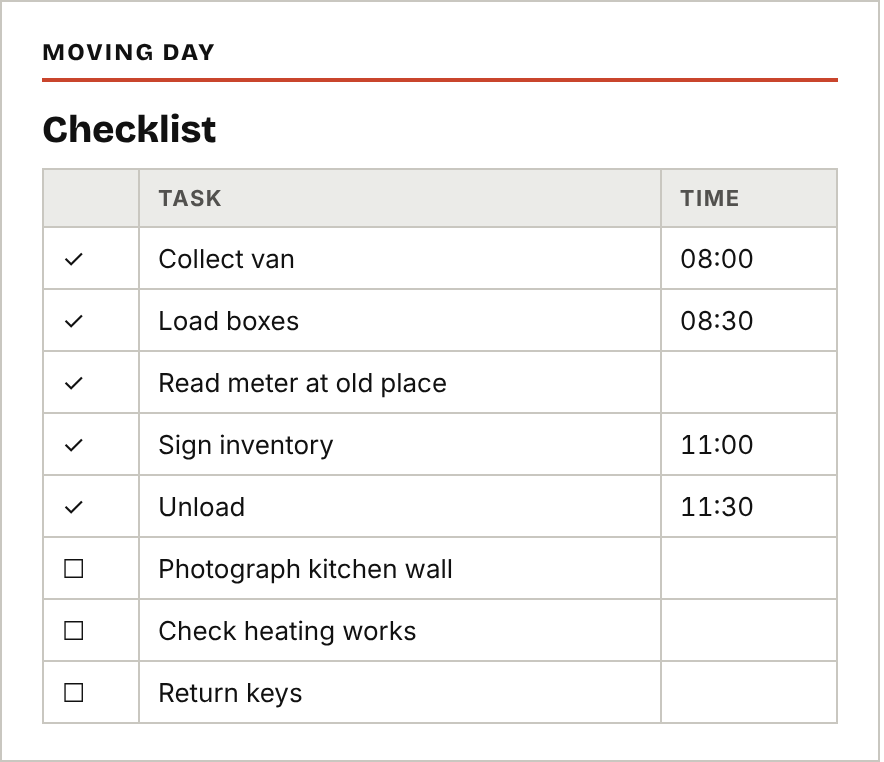 MOVING DAY
Checklist
TASK TIME
✓ Collect van 08:00
✓ Load boxes 08:30
✓ Read meter at old place
✓ Sign inventory 11:00
✓ Unload 11:30
☐ Photograph kitchen wall
☐ Check heating works
☐ Return keys